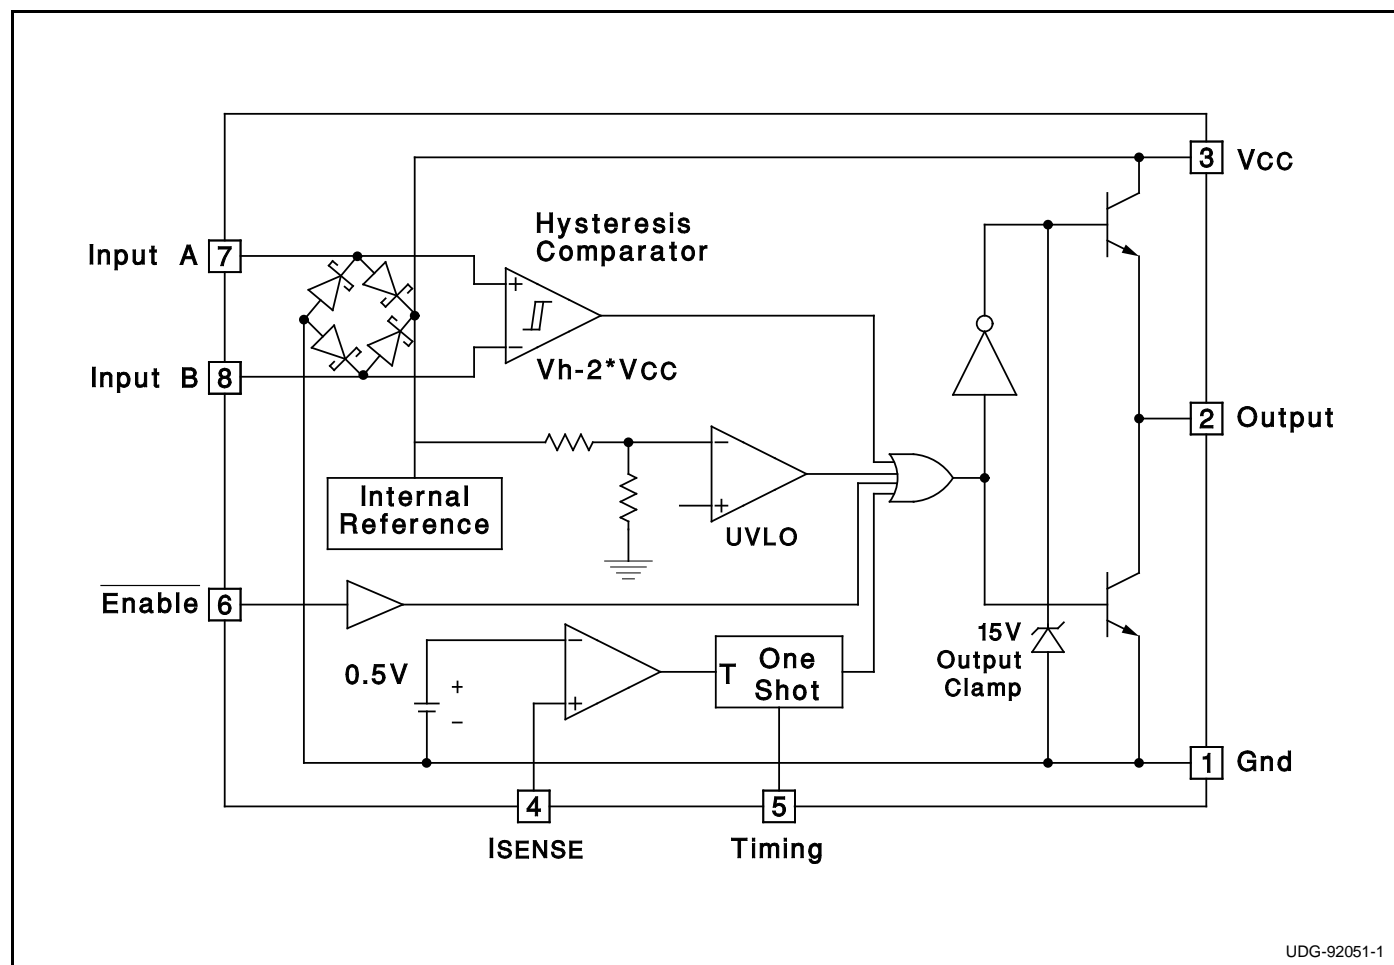 3 VCC
Hysteresis
Comparator
Input A 7
+
−
Vh-2*VCC
Input B 8
2 Output
−
+
UVLO
Internal
Reference
Enable 6
15V
Output
Clamp
0.5V
+
−
−
+
T One
Shot
1 Gnd
4
5
ISENSE
Timing
UDG-92051-1